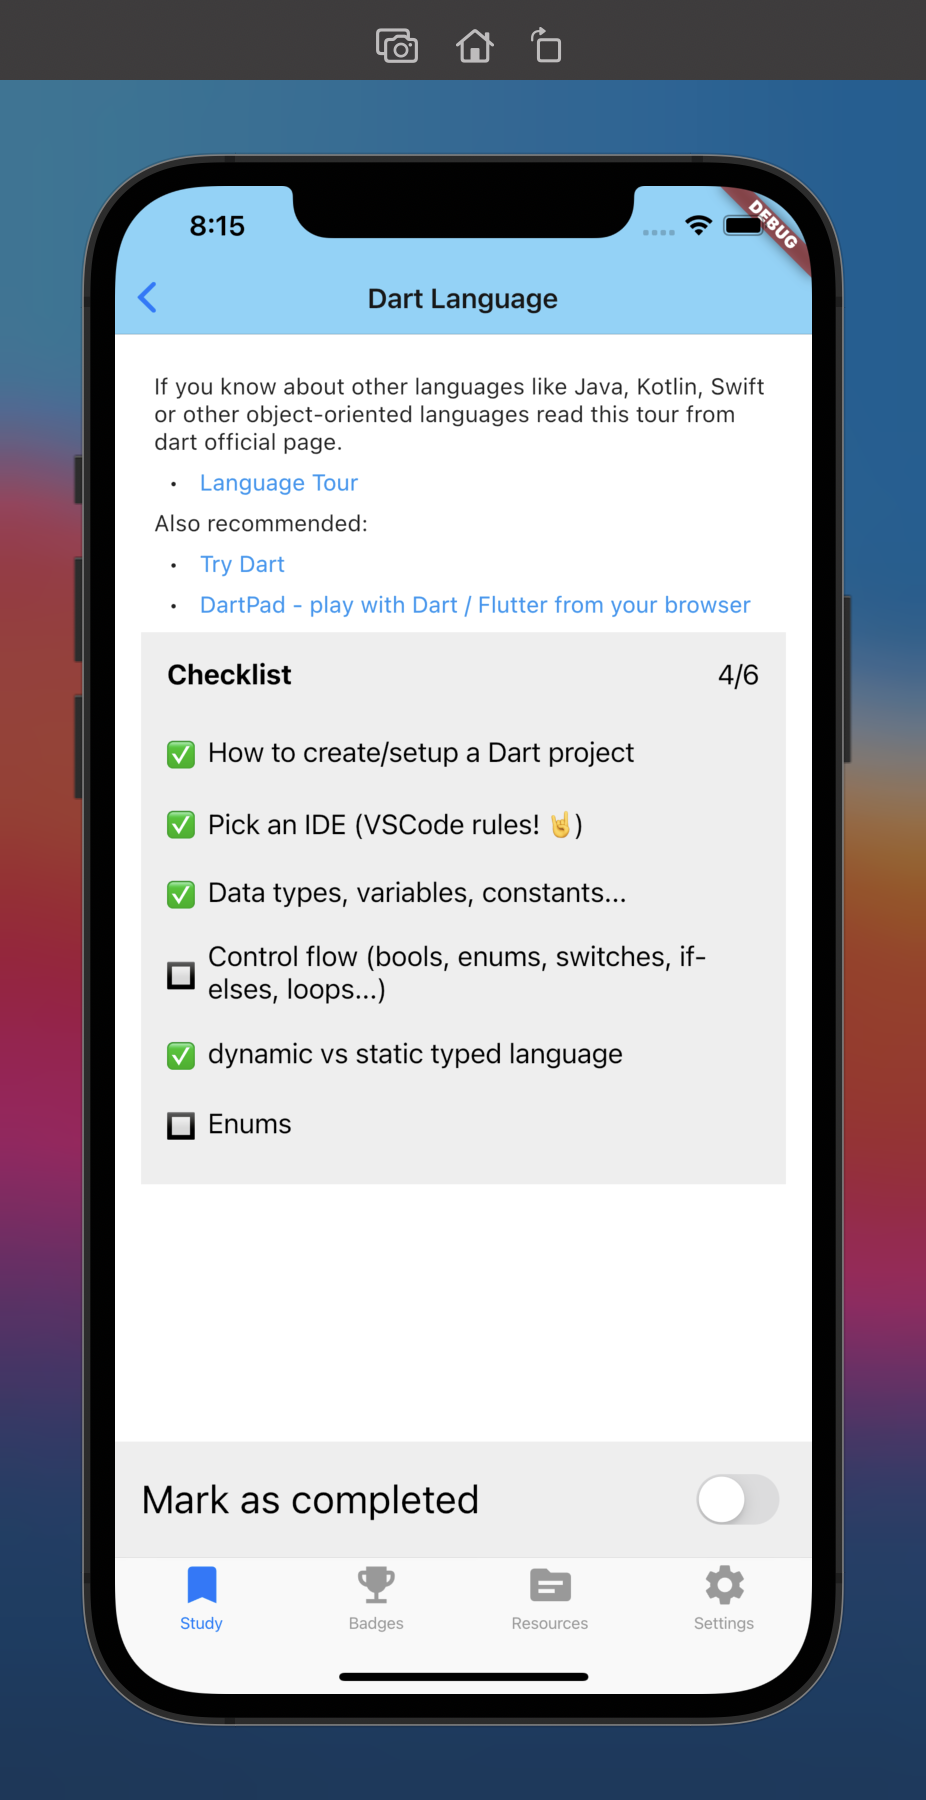 8:15
DEBUG
Dart Language
If you know about other languages like Java, Kotlin, Swift
or other object-oriented languages read this tour from
dart official page.
• Language Tour
Also recommended:
• Try Dart
• DartPad - play with Dart / Flutter from your browser
Checklist 4/6
✅ How to create/setup a Dart project
✅ Pick an IDE (VSCode rules! 🤘)
✅ Data types, variables, constants...
Control flow (bools, enums, switches, if-
elses, loops...)
✅ dynamic vs static typed language
Enums
Mark as completed
Study Badges Resources Settings